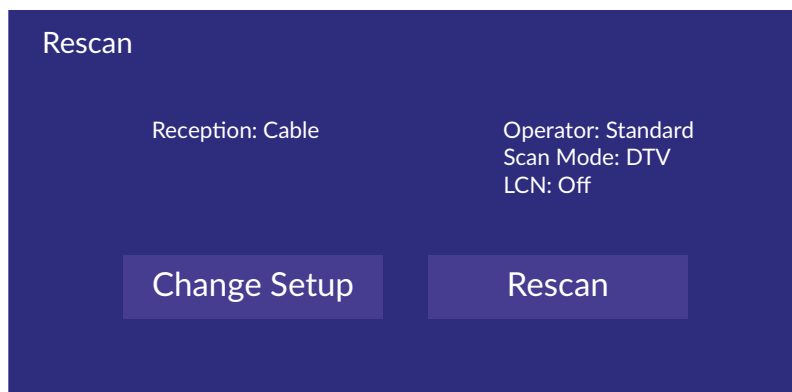 Rescan
Reception: Cable
Operator: Standard
Scan Mode: DTV
LCN: Off
Change Setup
Rescan